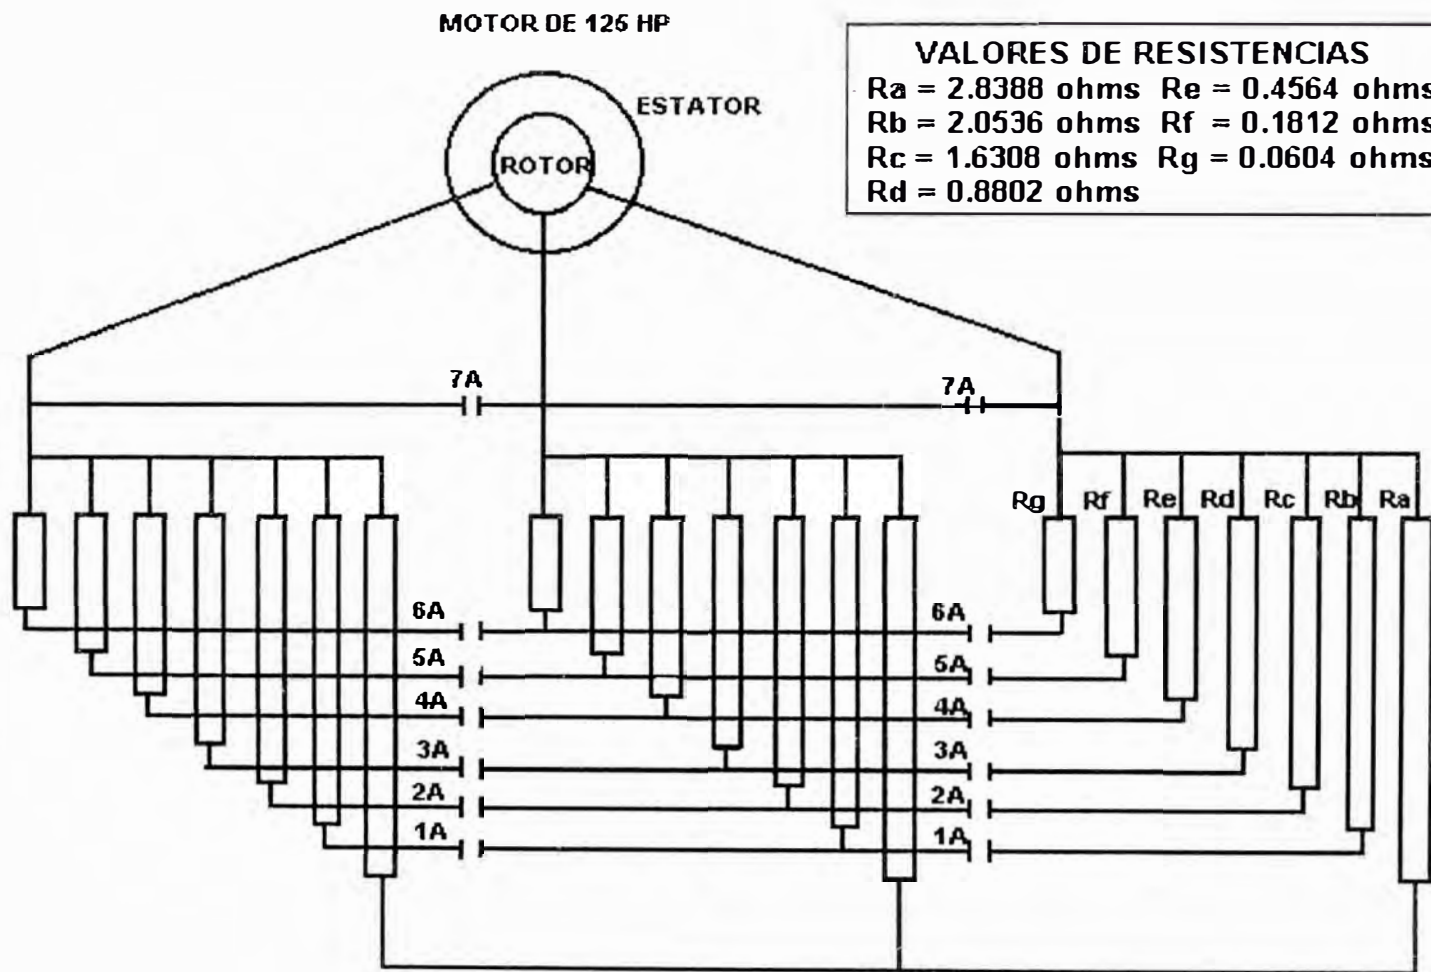 MOTOR DE 125 HP
VALORES DE RESISTENCIAS
Ra = 2.8388 ohms Re = 0.4564 ohms
Rb = 2.0536 ohms Rf = 0.1812 ohms
Rc = 1.6308 ohms Rg = 0.0604 ohms
Rd = 0.8802 ohms
ESTATOR
ROTOR
7A 7A
Rg Rf Re Rd Rc Rb Ra
6A 6A
5A 5A
4A 4A
3A 3A
2A 2A
1A 1A